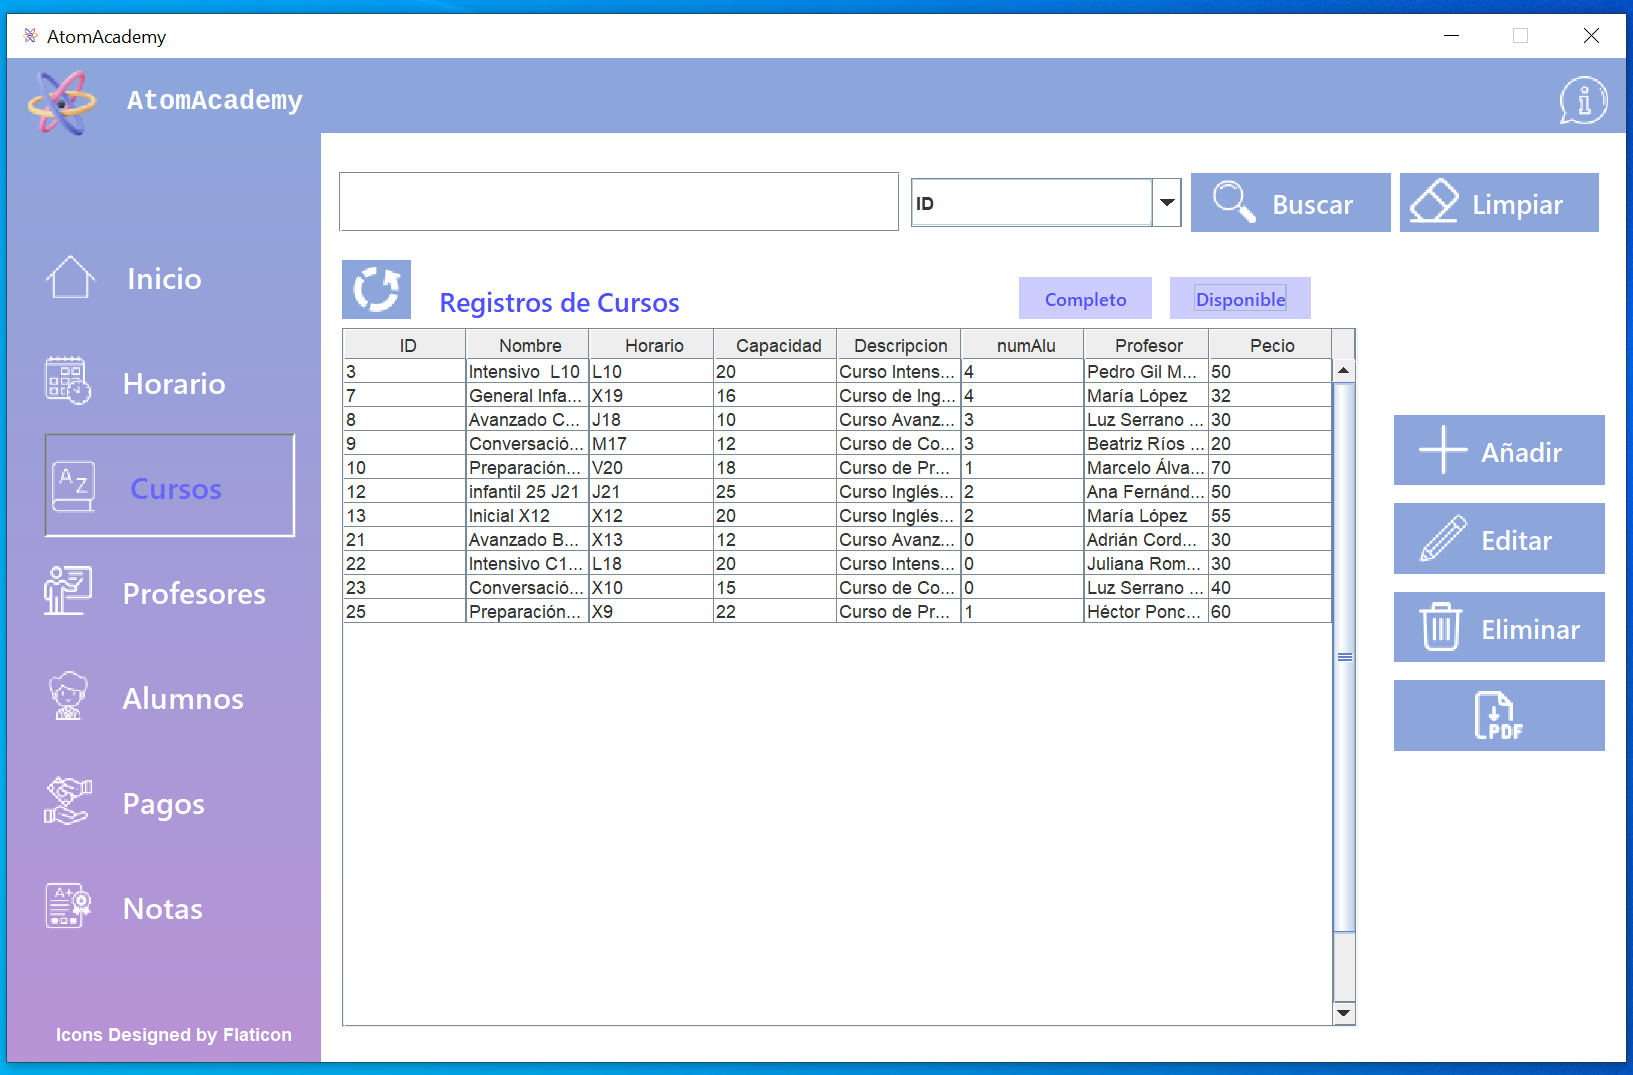 AtomAcademy
AtomAcademy
Inicio
Horario
A Z
Cursos
Profesores
Alumnos
Pagos
A+
Notas
Icons Designed by Flaticon
ID
Buscar
Limpiar
Registros de Cursos
Completo
Disponible
ID Nombre Horario Capacidad Descripcion numAlu Profesor Pecio
3 Intensivo L10 L10 20 Curso Intens... 4 Pedro Gil M... 50
7 General Infa... X19 16 Curso de Ing... 4 María López 32
8 Avanzado C... J18 10 Curso Avanz... 3 Luz Serrano ... 30
9 Conversació... M17 12 Curso de Co... 3 Beatriz Ríos ... 20
10 Preparación... V20 18 Curso de Pr... 1 Marcelo Álva... 70
12 infantil 25 J21 J21 25 Curso Inglés... 2 Ana Fernánd... 50
13 Inicial X12 X12 20 Curso Inglés... 2 María López 55
21 Avanzado B... X13 12 Curso Avanz... 0 Adrián Cord... 30
22 Intensivo C1... L18 20 Curso Intens... 0 Juliana Rom... 30
23 Conversació... X10 15 Curso de Co... 0 Luz Serrano ... 40
25 Preparación... X9 22 Curso de Pr... 1 Héctor Ponc... 60
Añadir
Editar
Eliminar
PDF